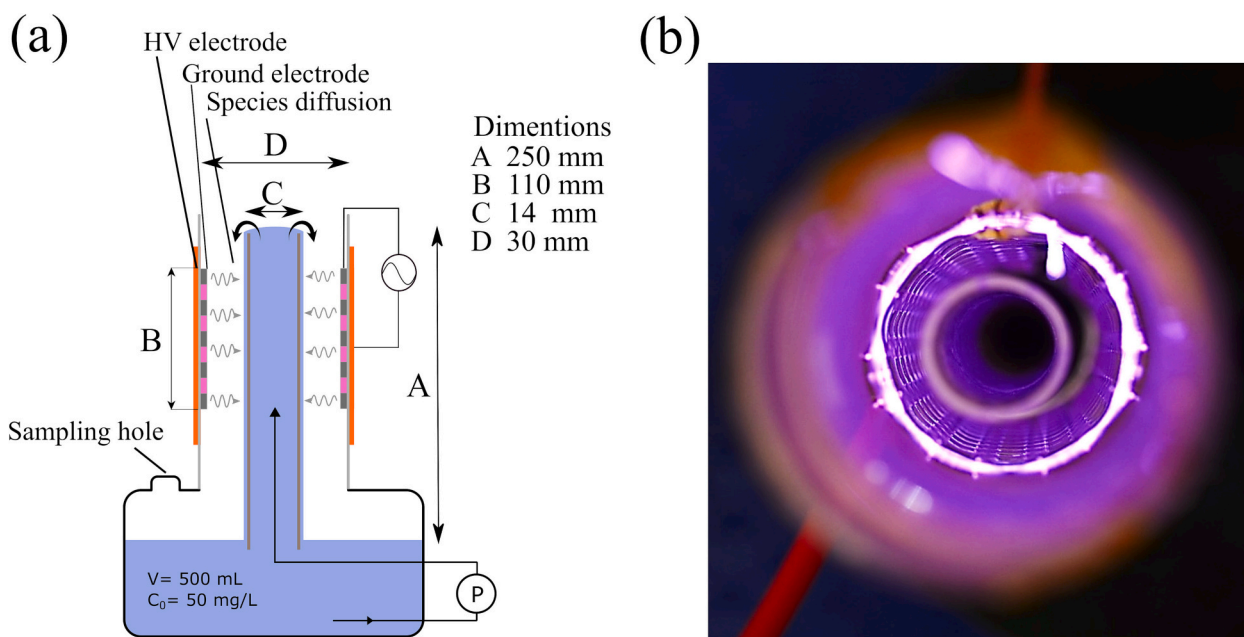 (a)
HV electrode
Ground electrode
Species diffusion
D
C
Dimentions
A 250 mm
B 110 mm
C 14 mm
D 30 mm
B
A
Sampling hole
V= 500 mL
C₀= 50 mg/L
P
(b)